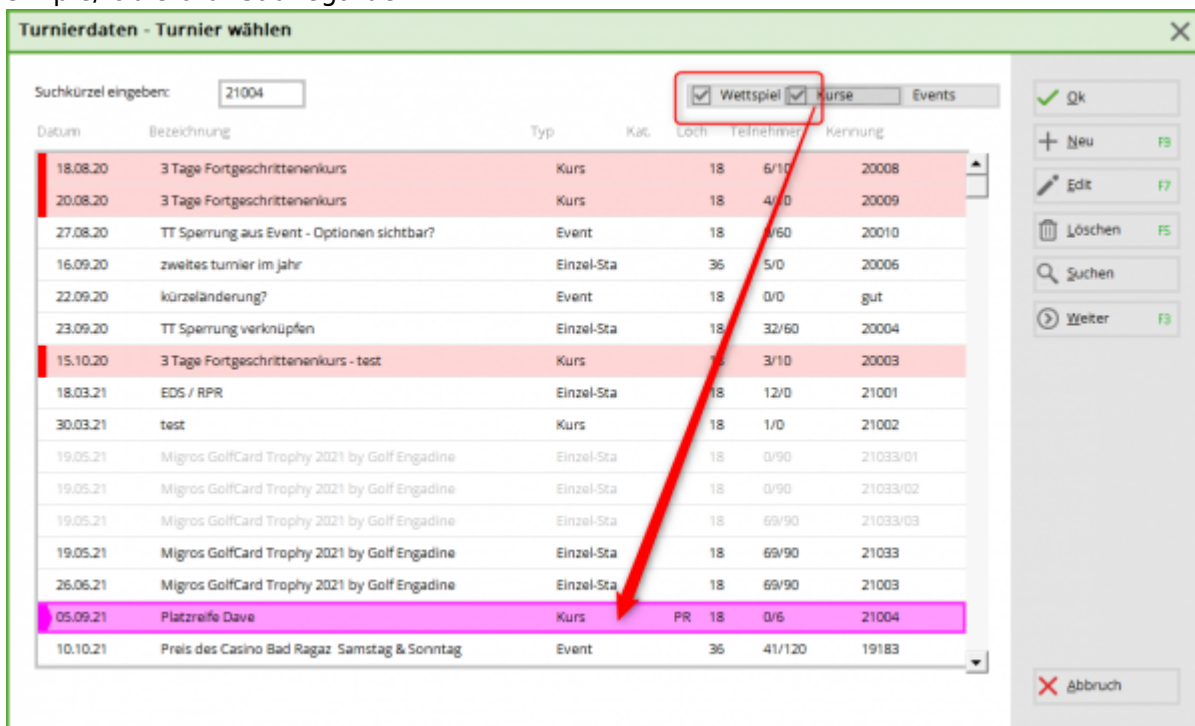 Turnierdaten - Turnier wählen
Suchkürzel eingeben: 21004 Wettspiel Kurse Events
Datum Bezeichnung Typ Kat. Loch Teilnehmer Kennung
18.08.20 3 Tage Fortgeschrittenenkurs Kurs 18 6/10 20008
20.08.20 3 Tage Fortgeschrittenenkurs Kurs 18 20009
27.08.20 TT Sperrung aus Event - Optionen sichtbar? Event 18 20010
16.09.20 zweites turnier im jahr Einzel-Sta 36 5/0 20006
22.09.20 kürzeländerung? Event 18 0/0 gut
23.09.20 TT Sperrung verknüpfen Einzel-Sta 18 32/60 20004
15.10.20 3 Tage Fortgeschrittenenkurs - test Kurs 3/10 20003
18.03.21 EDS / RPR Einzel-Sta 18 12/0 21001
30.03.21 test Kurs 18 1/0 21002
19.05.21 Migros GolfCard Trophy 2021 by Golf Engadine Einzel-Sta 18 0/90 21033/01
19.05.21 Migros GolfCard Trophy 2021 by Golf Engadine Einzel-Sta 18 0/90 21033/02
19.05.21 Migros GolfCard Trophy 2021 by Golf Engadine Einzel-Sta 18 69/90 21033/03
19.05.21 Migros GolfCard Trophy 2021 by Golf Engadine Einzel-Sta 18 69/90 21033
26.06.21 Migros GolfCard Trophy 2021 by Golf Engadine Einzel-Sta 18 69/90 21003
05.09.21 Platzreife Dave Kurs PR 18 0/6 21004
10.10.21 Preis des Casino Bad Ragaz Samstag & Sonntag Event 36 41/120 19183
Ok
Neu F9
Edit F7
Löschen F5
Suchen
Weiter F3
Abbruch